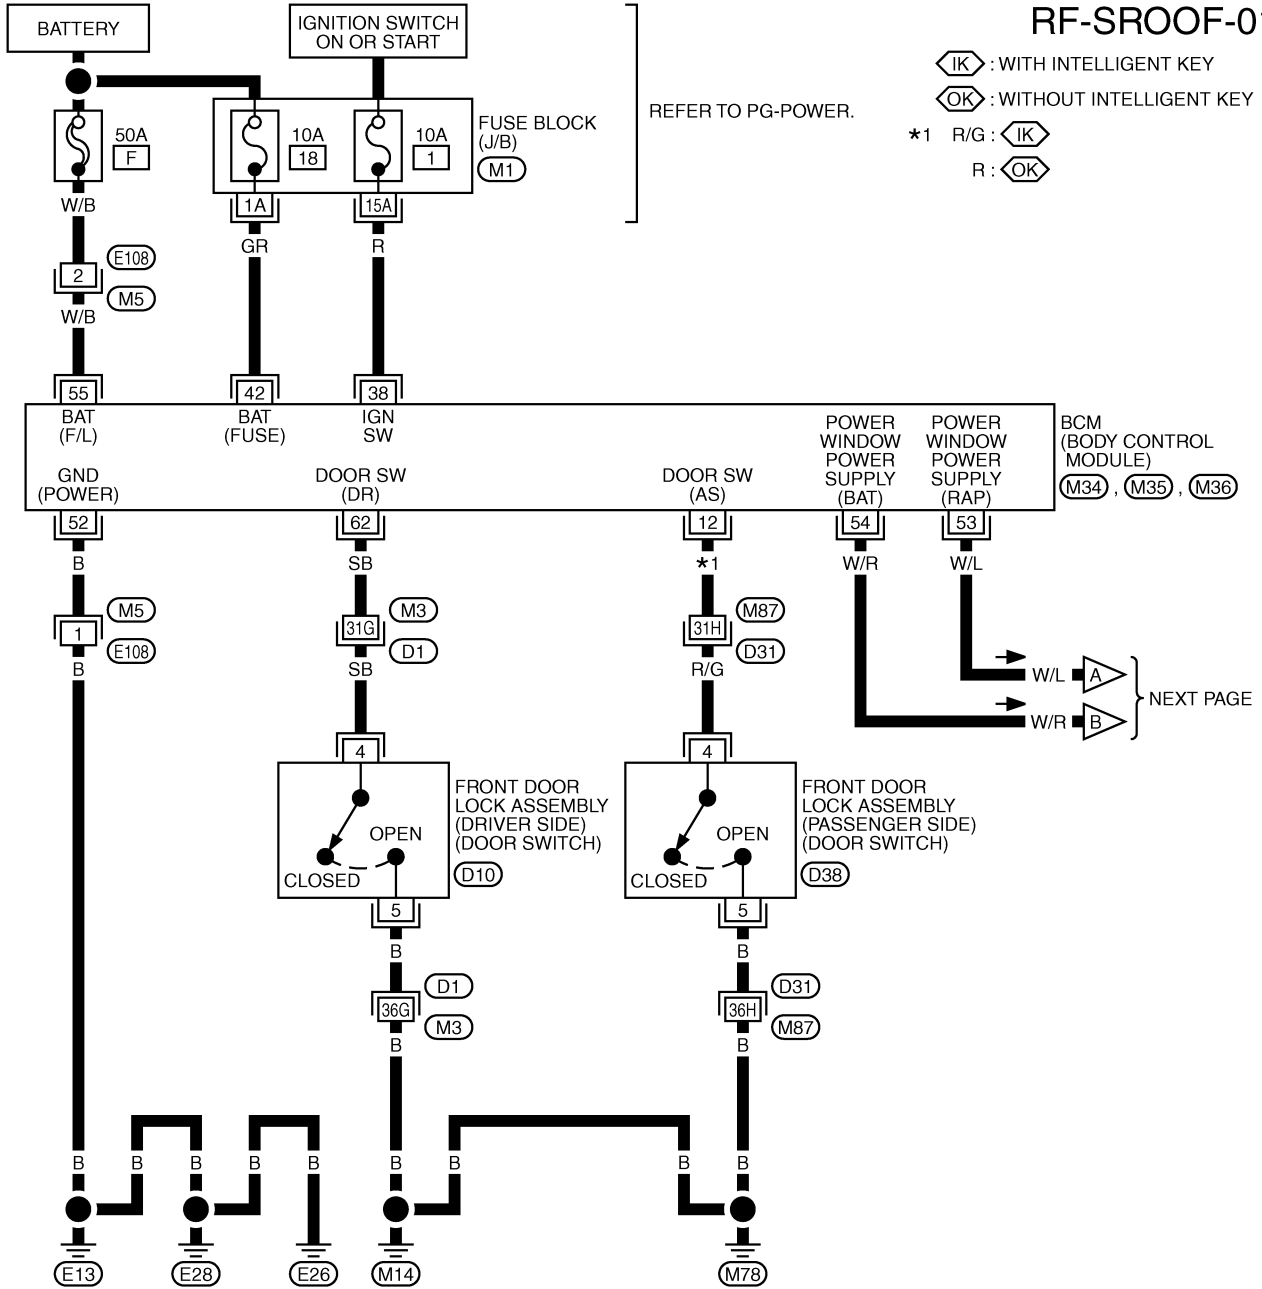 BATTERY
IGNITION SWITCH
ON OR START
RF-SROOF-01
IK : WITH INTELLIGENT KEY
OK : WITHOUT INTELLIGENT KEY
*1 R/G : IK
R : OK
REFER TO PG-POWER.
50A
F
10A
18
10A
1
FUSE BLOCK
(J/B)
M1
W/B
1A
15A
GR
R
E108
2
M5
W/B
55
42
38
BAT
(F/L)
BAT
(FUSE)
IGN
SW
POWER
WINDOW
POWER
SUPPLY
(BAT)
POWER
WINDOW
POWER
SUPPLY
(RAP)
BCM
(BODY CONTROL
MODULE)
M34 , M35 , M36
GND
(POWER)
DOOR SW
(DR)
DOOR SW
(AS)
52
62
12
54
53
B
SB
*1
W/R
W/L
M5
1
E108
M3
31G
D1
M87
31H
D31
B
SB
R/G
W/L
A
W/R
B
NEXT PAGE
4
4
OPEN
CLOSED
FRONT DOOR
LOCK ASSEMBLY
(DRIVER SIDE)
(DOOR SWITCH)
D10
OPEN
CLOSED
FRONT DOOR
LOCK ASSEMBLY
(PASSENGER SIDE)
(DOOR SWITCH)
D38
5
5
B
B
D1
36G
M3
D31
36H
M87
B
B
B
B
B
B
B
B
B
B
B
E13
E28
E26
M14
M78